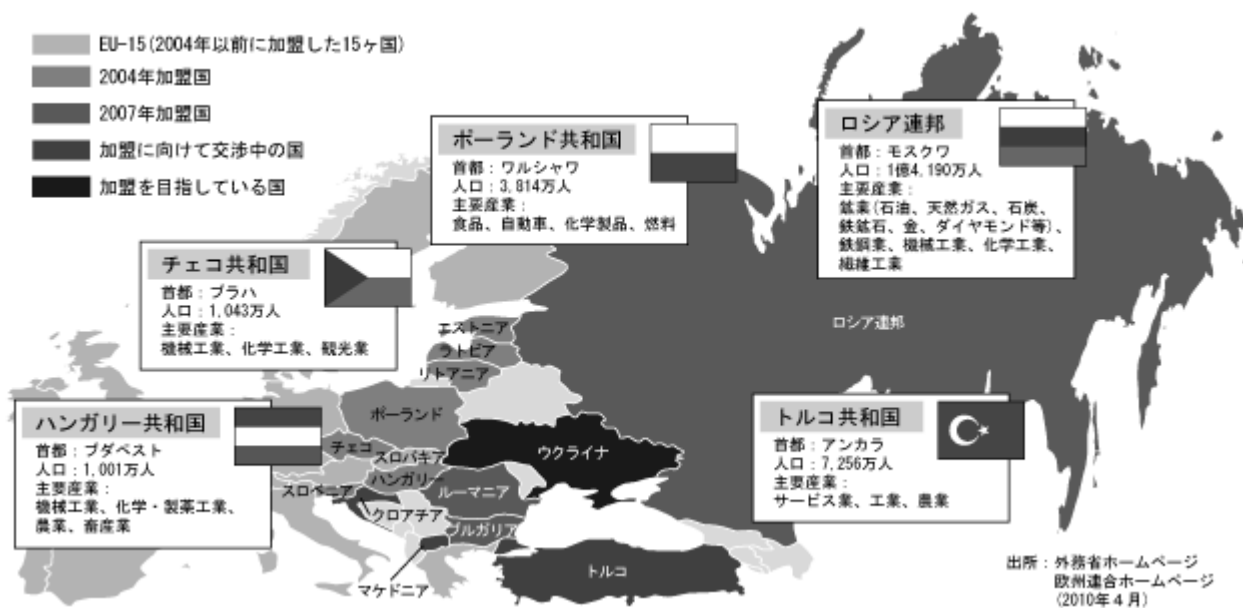 EU-15(2004年以前に加盟した15ヶ国)
2004年加盟国
2007年加盟国
加盟に向けて交渉中の国
加盟を目指している国
ポーランド共和国
首都：ワルシャワ
人口：3,814万人
主要産業：
食品、自動車、化学製品、燃料
ロシア連邦
首都：モスクワ
人口：1億4,190万人
主要産業：
鉱業(石油、天然ガス、石炭、
鉄鉱石、金、ダイヤモンド等)、
鉄鋼業、機械工業、化学工業、
繊維工業
チェコ共和国
首都：プラハ
人口：1,043万人
主要産業：
機械工業、化学工業、観光業
ハンガリー共和国
首都：ブダペスト
人口：1,001万人
主要産業：
機械工業、化学・製薬工業、
農業、畜産業
トルコ共和国
首都：アンカラ
人口：7,256万人
主要産業：
サービス業、工業、農業
ロシア連邦
エストニア
ラトビア
リトアニア
ポーランド
チェコ
スロバキア
ウクライナ
ハンガリー
スロベニア
ルーマニア
クロアチア
ブルガリア
マケドニア
トルコ
出所：外務省ホームページ
欧州連合ホームページ
(2010年4月)